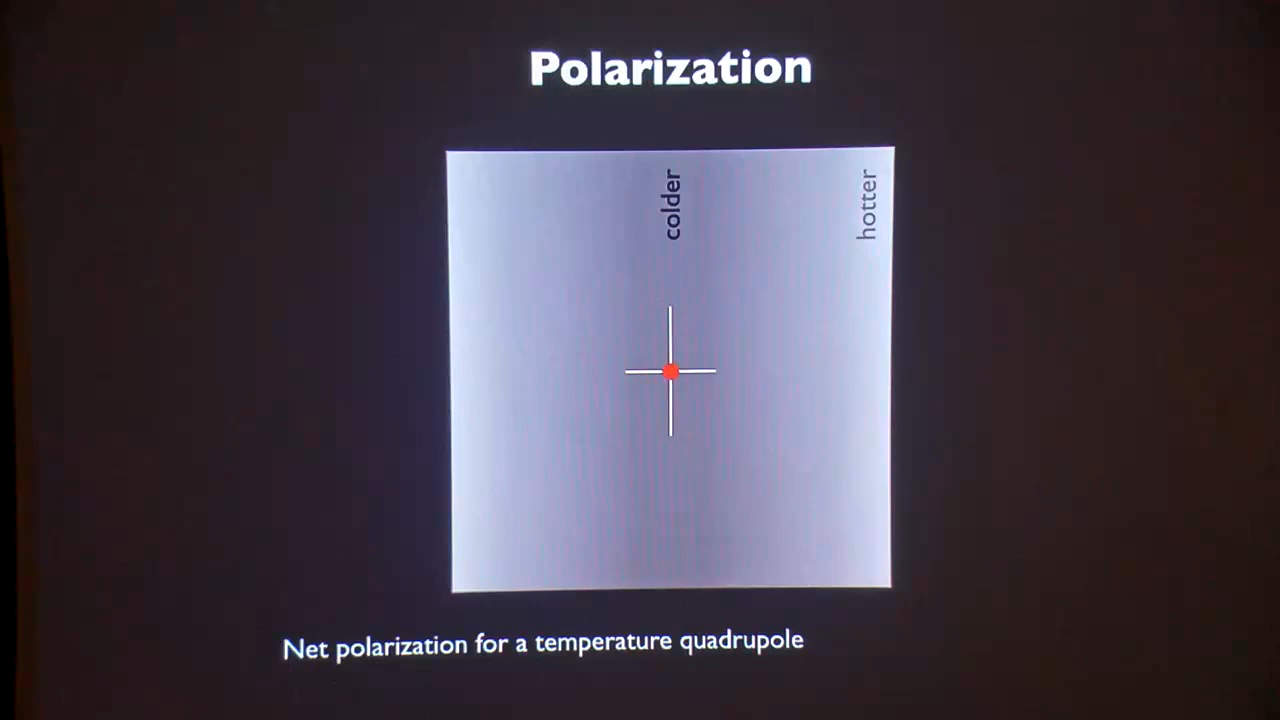 Polarization
colder
hotter
Net polarization for a temperature quadrupole